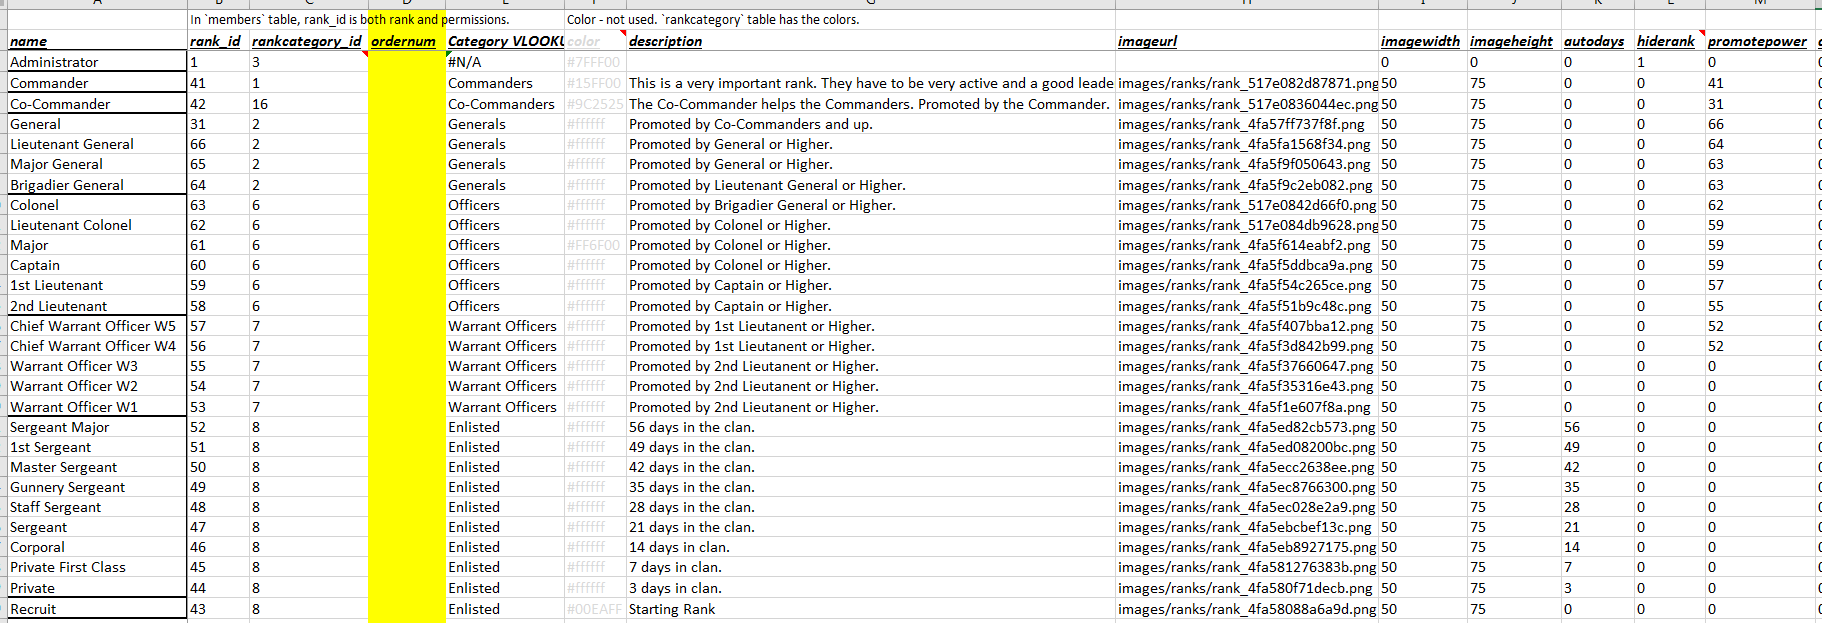 In `members` table, rank_id is both rank and permissions. Color - not used. `rankcategory` table has the colors.
name rank_id rankcategory_id ordernum Category VLOOKU color description imageurl imagewidth imageheight autodays hiderank promotepower
Administrator 1 3 #N/A #7FFF00 0 0 0 1 0
Commander 41 1 Commanders #15FF00 This is a very important rank. They have to be very active and a good leade images/ranks/rank_517e082d87871.png 50 75 0 0 41
Co-Commander 42 16 Co-Commanders #9C2525 The Co-Commander helps the Commanders. Promoted by the Commander. images/ranks/rank_517e0836044ec.png 50 75 0 0 31
General 31 2 Generals #ffffff Promoted by Co-Commanders and up. images/ranks/rank_4fa57ff737f8f.png 50 75 0 0 66
Lieutenant General 66 2 Generals #ffffff Promoted by General or Higher. images/ranks/rank_4fa5fa1568f34.png 50 75 0 0 64
Major General 65 2 Generals #ffffff Promoted by General or Higher. images/ranks/rank_4fa5f9f050643.png 50 75 0 0 63
Brigadier General 64 2 Generals #ffffff Promoted by Lieutenant General or Higher. images/ranks/rank_4fa5f9c2eb082.png 50 75 0 0 63
Colonel 63 6 Officers #ffffff Promoted by Brigadier General or Higher. images/ranks/rank_517e0842d66f0.png 50 75 0 0 62
Lieutenant Colonel 62 6 Officers #ffffff Promoted by Colonel or Higher. images/ranks/rank_517e084db9628.png 50 75 0 0 59
Major 61 6 Officers #FF6F00 Promoted by Colonel or Higher. images/ranks/rank_4fa5f614eabf2.png 50 75 0 0 59
Captain 60 6 Officers #ffffff Promoted by Colonel or Higher. images/ranks/rank_4fa5f5ddbca9a.png 50 75 0 0 59
1st Lieutenant 59 6 Officers #ffffff Promoted by Captain or Higher. images/ranks/rank_4fa5f54c265ce.png 50 75 0 0 57
2nd Lieutenant 58 6 Officers #ffffff Promoted by Captain or Higher. images/ranks/rank_4fa5f51b9c48c.png 50 75 0 0 55
Chief Warrant Officer W5 57 7 Warrant Officers #ffffff Promoted by 1st Lieutanent or Higher. images/ranks/rank_4fa5f407bba12.png 50 75 0 0 52
Chief Warrant Officer W4 56 7 Warrant Officers #ffffff Promoted by 1st Lieutanent or Higher. images/ranks/rank_4fa5f3d842b99.png 50 75 0 0 52
Warrant Officer W3 55 7 Warrant Officers #ffffff Promoted by 2nd Lieutanent or Higher. images/ranks/rank_4fa5f37660647.png 50 75 0 0 0
Warrant Officer W2 54 7 Warrant Officers #ffffff Promoted by 2nd Lieutanent or Higher. images/ranks/rank_4fa5f35316e43.png 50 75 0 0 0
Warrant Officer W1 53 7 Warrant Officers #ffffff Promoted by 2nd Lieutanent or Higher. images/ranks/rank_4fa5f1e607f8a.png 50 75 0 0 0
Sergeant Major 52 8 Enlisted #ffffff 56 days in the clan. images/ranks/rank_4fa5ed82cb573.png 50 75 56 0 0
1st Sergeant 51 8 Enlisted #ffffff 49 days in the clan. images/ranks/rank_4fa5ed08200bc.png 50 75 49 0 0
Master Sergeant 50 8 Enlisted #ffffff 42 days in the clan. images/ranks/rank_4fa5ecc2638ee.png 50 75 42 0 0
Gunnery Sergeant 49 8 Enlisted #ffffff 35 days in the clan. images/ranks/rank_4fa5ec8766300.png 50 75 35 0 0
Staff Sergeant 48 8 Enlisted #ffffff 28 days in the clan. images/ranks/rank_4fa5ec028e2a9.png 50 75 28 0 0
Sergeant 47 8 Enlisted #ffffff 21 days in the clan. images/ranks/rank_4fa5ebcbef13c.png 50 75 21 0 0
Corporal 46 8 Enlisted #ffffff 14 days in clan. images/ranks/rank_4fa5eb8927175.png 50 75 14 0 0
Private First Class 45 8 Enlisted #ffffff 7 days in clan. images/ranks/rank_4fa581276383b.png 50 75 7 0 0
Private 44 8 Enlisted #ffffff 3 days in clan. images/ranks/rank_4fa580f71decb.png 50 75 3 0 0
Recruit 43 8 Enlisted #00EAFF Starting Rank images/ranks/rank_4fa58088a6a9d.png 50 75 0 0 0